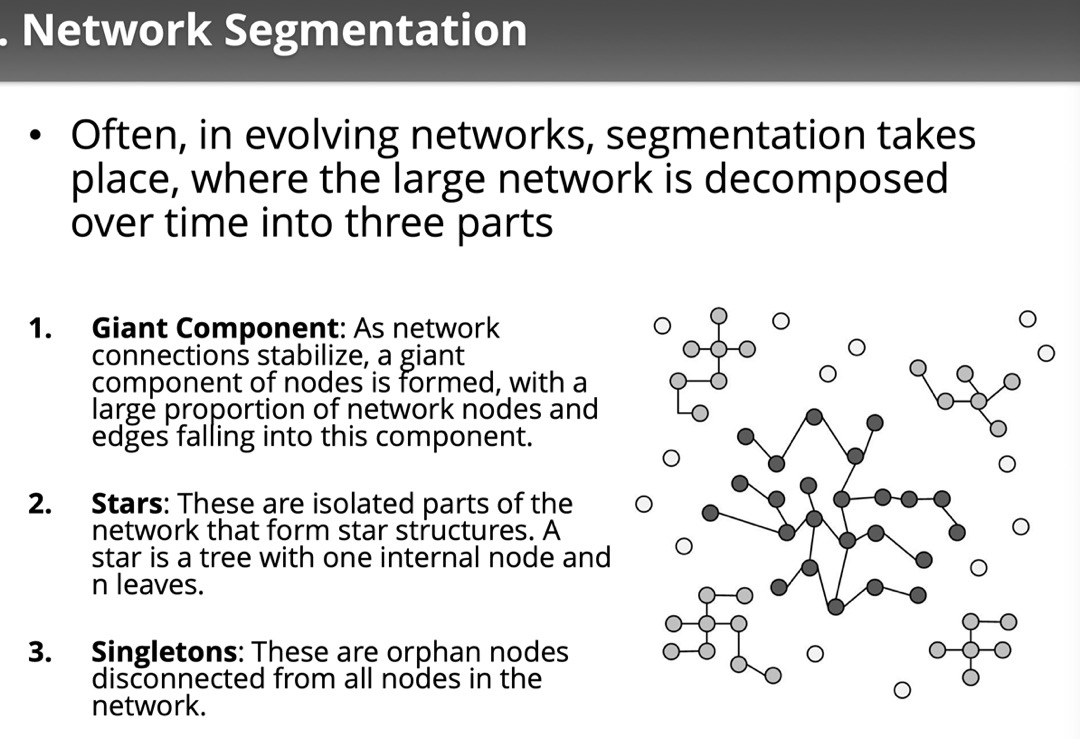 . Network Segmentation
• Often, in evolving networks, segmentation takes
place, where the large network is decomposed
over time into three parts
1. Giant Component: As network
connections stabilize, a giant
component of nodes is formed, with a
large proportion of network nodes and
edges falling into this component.
2. Stars: These are isolated parts of the
network that form star structures. A
star is a tree with one internal node and
n leaves.
3. Singletons: These are orphan nodes
disconnected from all nodes in the
network.